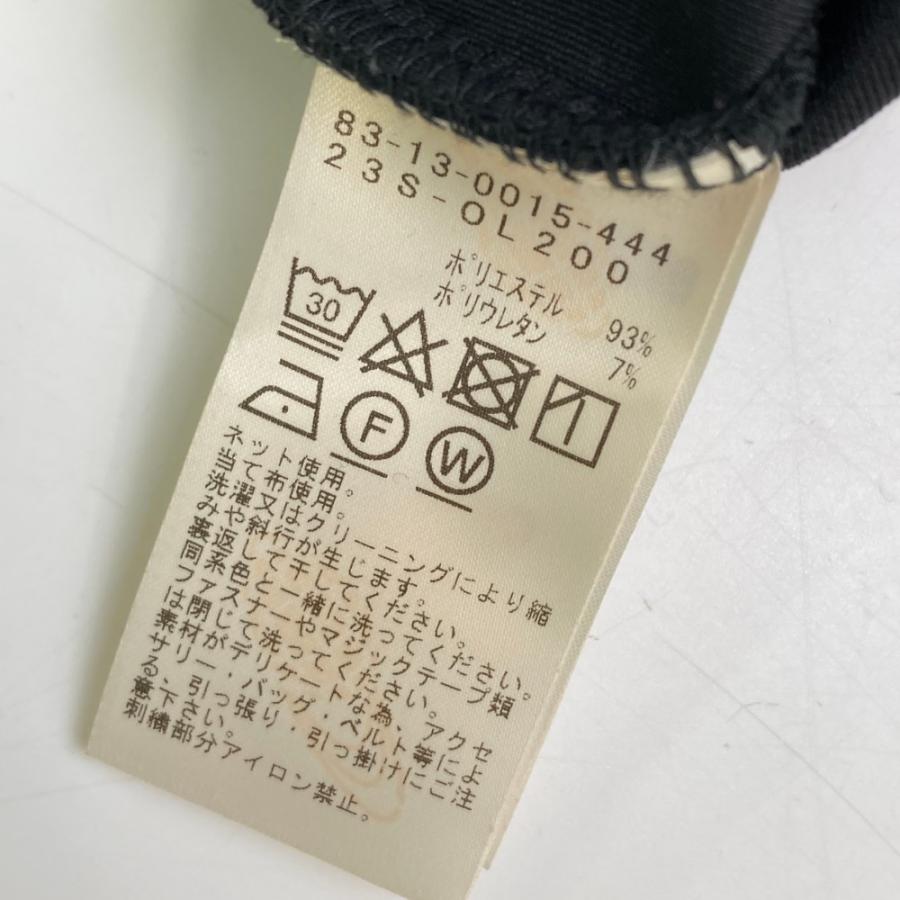 83-13-0015-444
23S-OL200
ポリエステル 93%
ポリウレタン 7%
30
F
W
ネット使用。
当て布使用。
洗濯又はクリーニングにより縮
みや斜行が生じます。
裏返して干してください。
同系色と一緒に洗ってください。
ファスナーやマジックテープ類
は閉じて洗ってください。
素材がデリケートな為、アクセ
サリー・バッグ・ベルト等によ
る、引っ張り・引っ掛けにご注
意下さい。
刺繍部分アイロン禁止。